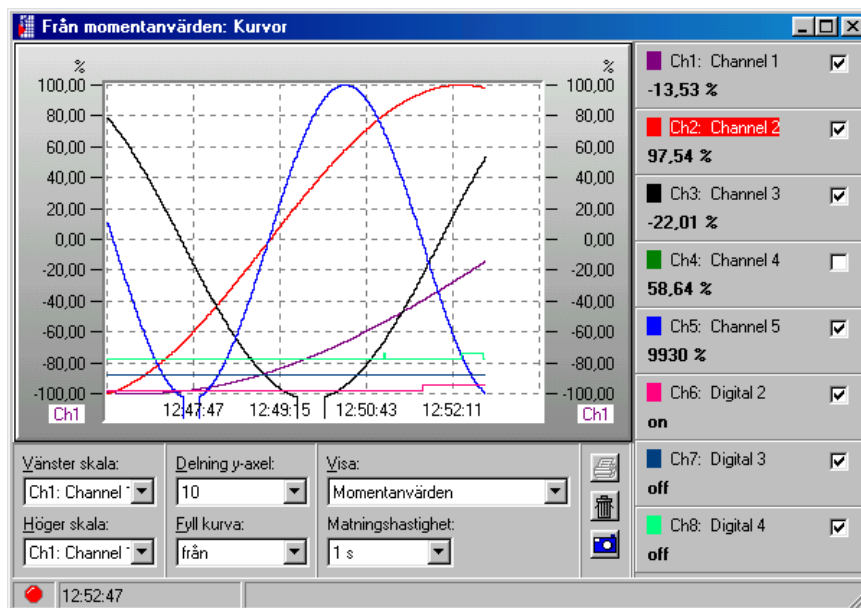 Från momentanvärden: Kurvor
% %
100,00 100,00
80,00 80,00
60,00 60,00
40,00 40,00
20,00 20,00
0,00 0,00
-20,00 -20,00
-40,00 -40,00
-60,00 -60,00
-80,00 -80,00
-100,00 -100,00
Ch1 12:47:47 12:49:15 12:50:43 12:52:11 Ch1
Ch1: Channel 1
-13,53 %
Ch2: Channel 2
97,54 %
Ch3: Channel 3
-22,01 %
Ch4: Channel 4
58,64 %
Ch5: Channel 5
9930 %
Ch6: Digital 2
on
Ch7: Digital 3
off
Ch8: Digital 4
off
Vänster skala: Delning y-axel: Visa:
Ch1: Channel 10 Momentanvärden
Höger skala: Fyll kurva: Matningshastighet:
Ch1: Channel från 1 s
12:52:47